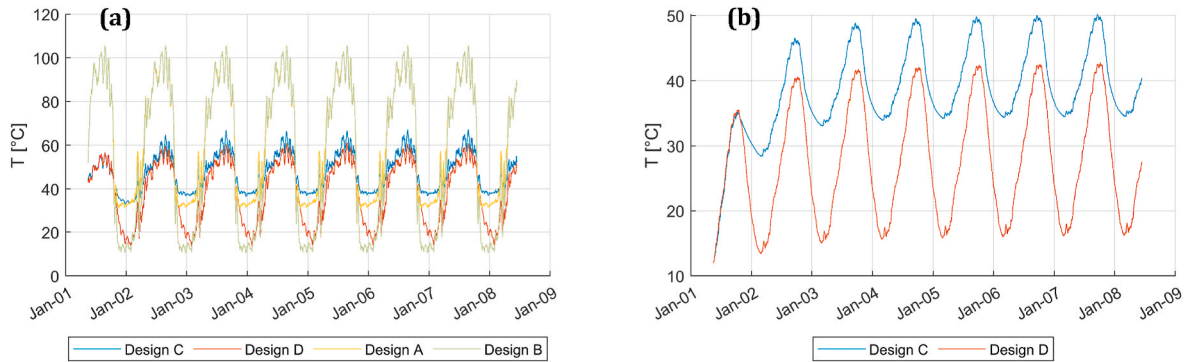 (a)
T [°C]
120
100
80
60
40
20
0
Jan-01
Jan-02
Jan-03
Jan-04
Jan-05
Jan-06
Jan-07
Jan-08
Jan-09
Design C Design D Design A Design B
(b)
T [°C]
50
40
30
20
10
Jan-01
Jan-02
Jan-03
Jan-04
Jan-05
Jan-06
Jan-07
Jan-08
Jan-09
Design C Design D